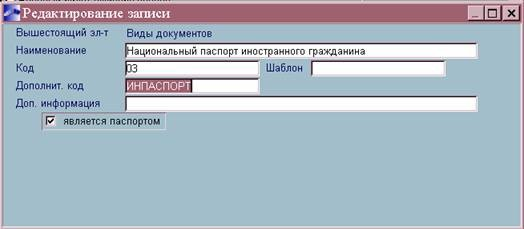 Редактирование записи
Вышестоящий эл-т Виды документов
Наименование Национальный паспорт иностранного гражданина
Код 03 Шаблон
Дополнит. код ИНПАСПОРТ
Доп. информация
является паспортом